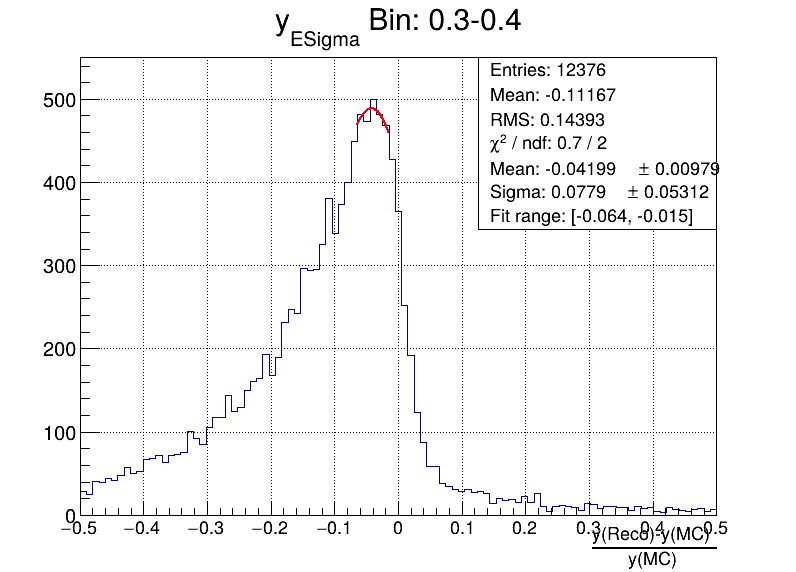 y_ESigma Bin: 0.3-0.4
Entries: 12376
Mean: -0.11167
RMS: 0.14393
χ² / ndf: 0.7 / 2
Mean: -0.04199 ± 0.00979
Sigma: 0.0779 ± 0.05312
Fit range: [-0.064, -0.015]
500
400
300
200
100
0
−0.5 −0.4 −0.3 −0.2 −0.1 0 0.1 0.2 0.3 0.4 0.5
y(Reco)-y(MC)
y(MC)